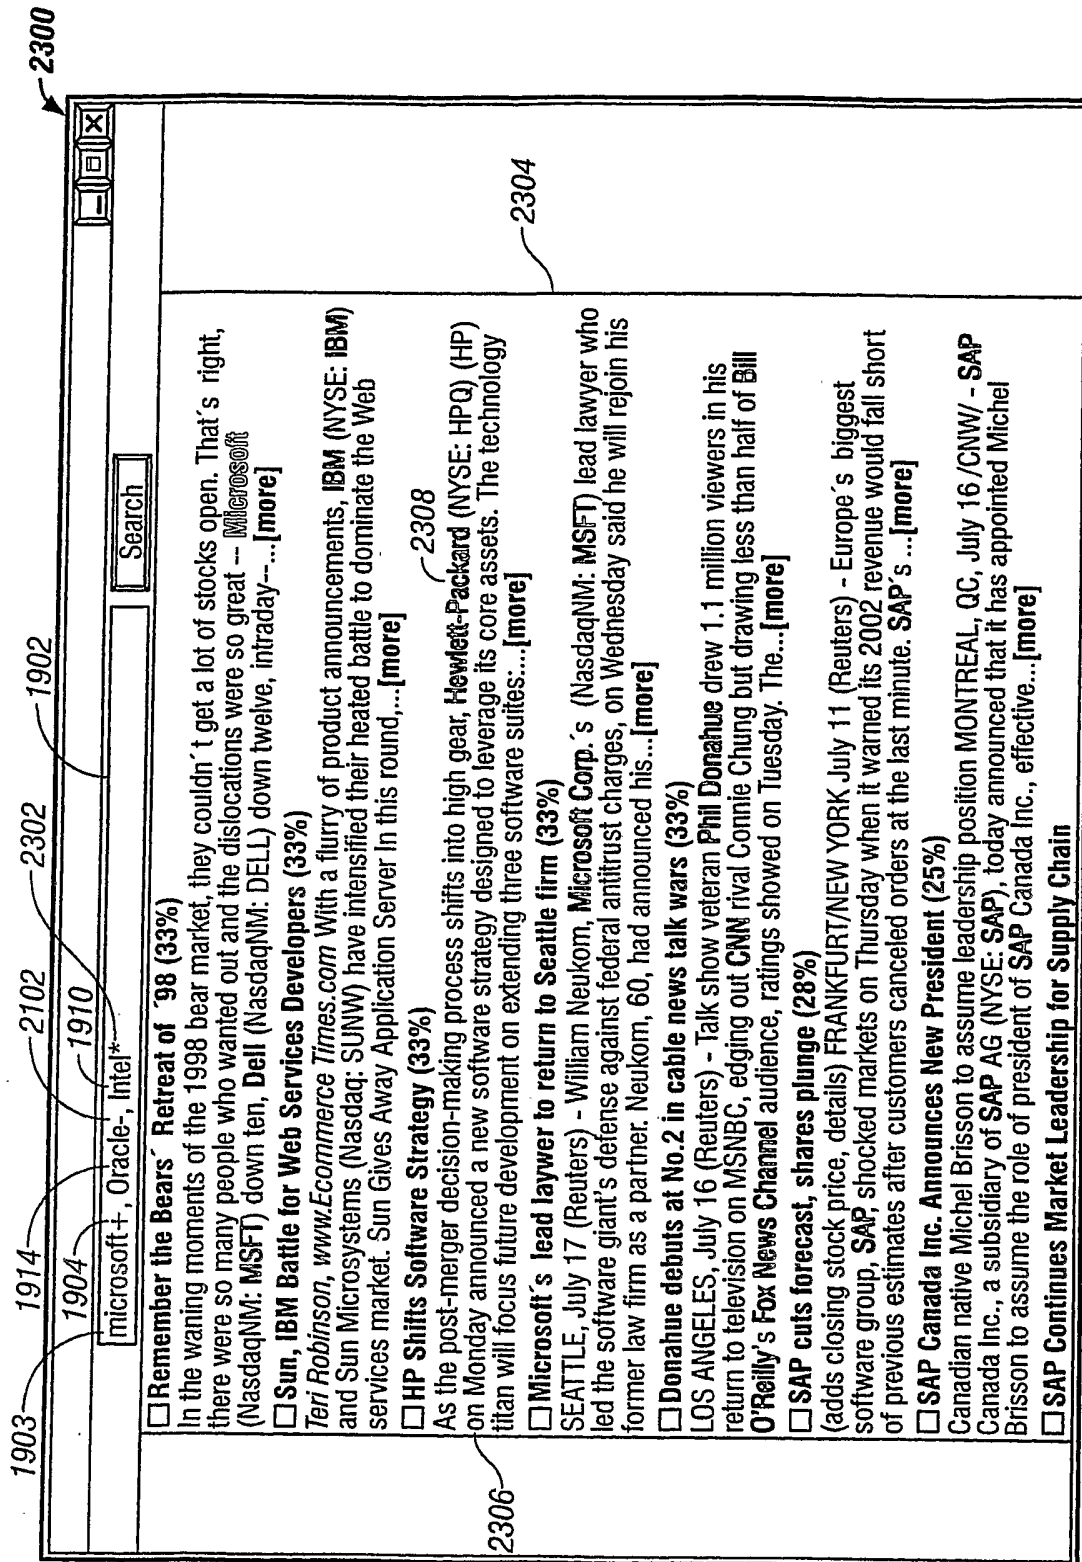 2300
1903
1904
1914
2102
1910
2302
1902
microsoft+, Oracle-, Intel*
Search
☐ Remember the Bears´ Retreat of ´98 (33%)
In the waning moments of the 1998 bear market, they couldn´t get a lot of stocks open. That´s right,
there were so many people who wanted out and the dislocations were so great -- Microsoft
(NasdaqNM: MSFT) down ten, Dell (NasdaqNM: DELL) down twelve, intraday--...[more]
☐ Sun, IBM Battle for Web Services Developers (33%)
Teri Robinson, www.Ecommerce Times.com With a flurry of product announcements, IBM (NYSE: IBM)
and Sun Microsystems (Nasdaq: SUNW) have intensified their heated battle to dominate the Web
services market. Sun Gives Away Application Server In this round,...[more]
☐ HP Shifts Software Strategy (33%)
2308
As the post-merger decision-making process shifts into high gear, Hewlett-Packard (NYSE: HPQ) (HP)
on Monday announced a new software strategy designed to leverage its core assets. The technology
titan will focus future development on extending three software suites:....[more]
2304
2306
☐ Microsoft´s lead laywer to return to Seattle firm (33%)
SEATTLE, July 17 (Reuters) - William Neukom, Microsoft Corp.´s (NasdaqNM: MSFT) lead lawyer who
led the software giant's defense against federal antitrust charges, on Wednesday said he will rejoin his
former law firm as a partner. Neukom, 60, had announced his...[more]
☐ Donahue debuts at No.2 in cable news talk wars (33%)
LOS ANGELES, July 16 (Reuters) - Talk show veteran Phil Donahue drew 1.1 million viewers in his
return to television on MSNBC, edging out CNN rival Connie Chung but drawing less than half of Bill
O'Reilly's Fox News Channel audience, ratings showed on Tuesday. The...[more]
☐ SAP cuts forecast, shares plunge (28%)
(adds closing stock price, details) FRANKFURT/NEW YORK July 11 (Reuters) - Europe´s biggest
software group, SAP, shocked markets on Thursday when it warned its 2002 revenue would fall short
of previous estimates after customers canceled orders at the last minute. SAP´s ...[more]
☐ SAP Canada Inc. Announces New President (25%)
Canadian native Michel Brisson to assume leadership position MONTREAL, QC, July 16 /CNW/ - SAP
Canada Inc., a subsidiary of SAP AG (NYSE: SAP), today announced that it has appointed Michel
Brisson to assume the role of president of SAP Canada Inc., effective...[more]
☐ SAP Continues Market Leadership for Supply Chain